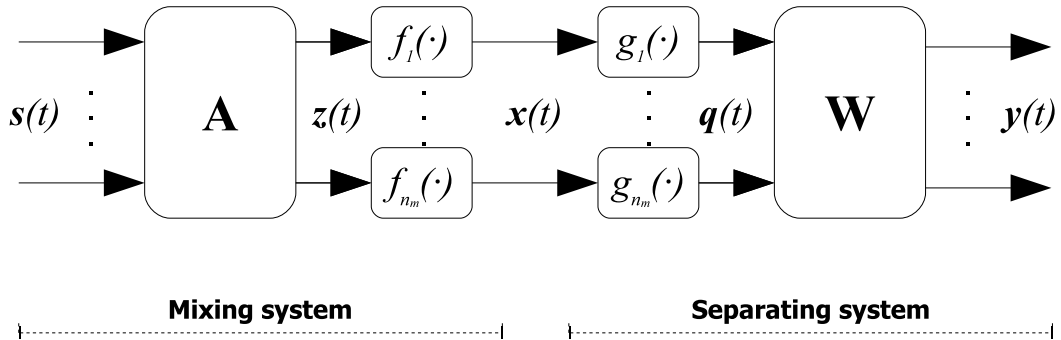 f₁(·) g₁(·)
s(t) A z(t) x(t) q(t) W y(t)
fₙₘ(·) gₙₘ(·)
Mixing system Separating system